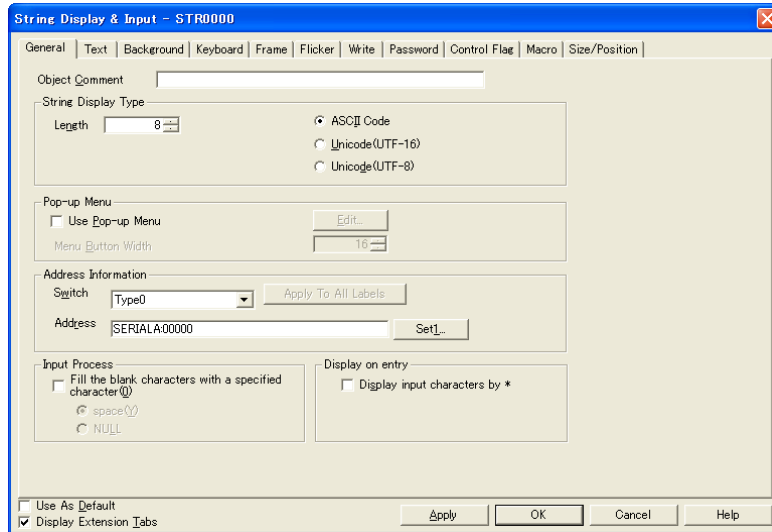 String Display & Input - STR0000
General Text Background Keyboard Frame Flicker Write Password Control Flag Macro Size/Position
Object Comment
String Display Type
Length 8 ASCII Code
Unicode(UTF-16)
Unicode(UTF-8)
Pop-up Menu
Use Pop-up Menu Edit...
Menu Button Width 16
Address Information
Switch Type0 Apply To All Labels
Address SERIALA:00000 Set1...
Input Process Display on entry
Fill the blank characters with a specified character(0) Display input characters by *
space(Y)
NULL
Use As Default
Display Extension Tabs Apply OK Cancel Help